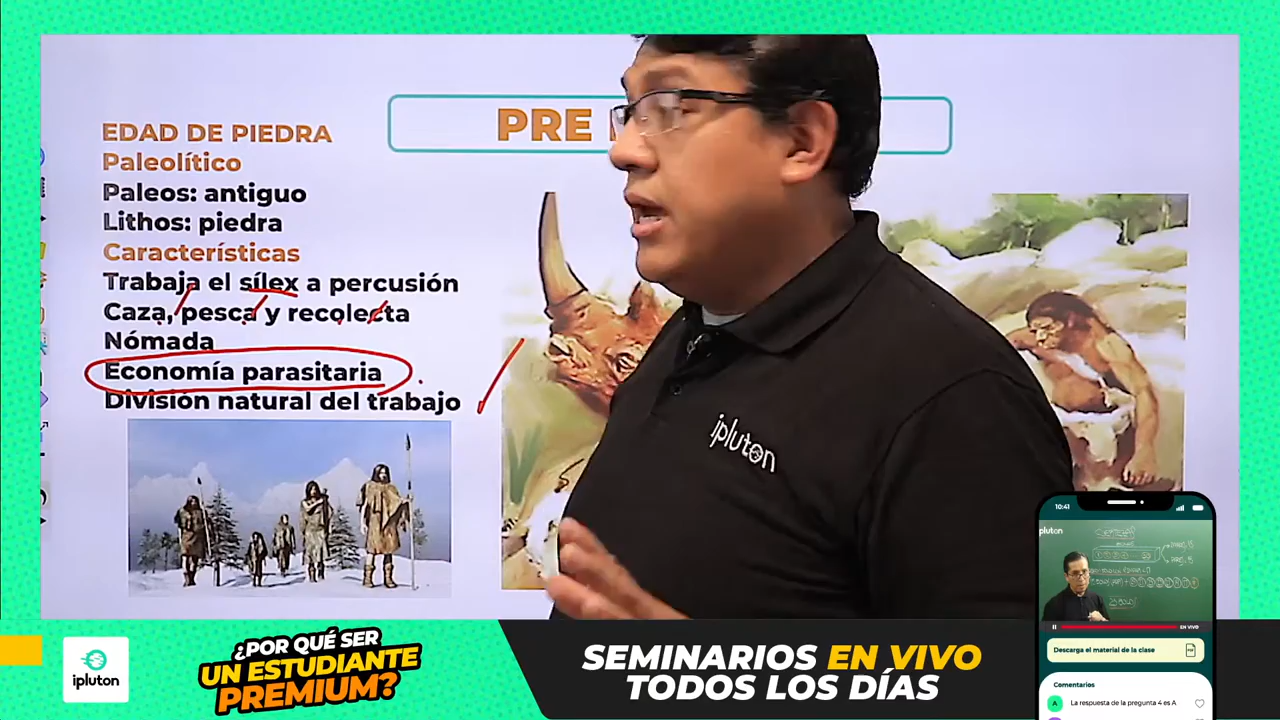 PRE
EDAD DE PIEDRA
Paleolítico
Paleos: antiguo
Lithos: piedra
Características
Trabaja el sílex a percusión
Caza, pesca y recolecta
Nómada
Economía parasitaria
División natural del trabajo
ipluton
ipluton
¿POR QUÉ SER
UN ESTUDIANTE
PREMIUM?
SEMINARIOS EN VIVO
TODOS LOS DÍAS
10:41
ipluton
EN VIVO
Descarga el material de la clase
Comentarios
A La respuesta de la pregunta 4 es A